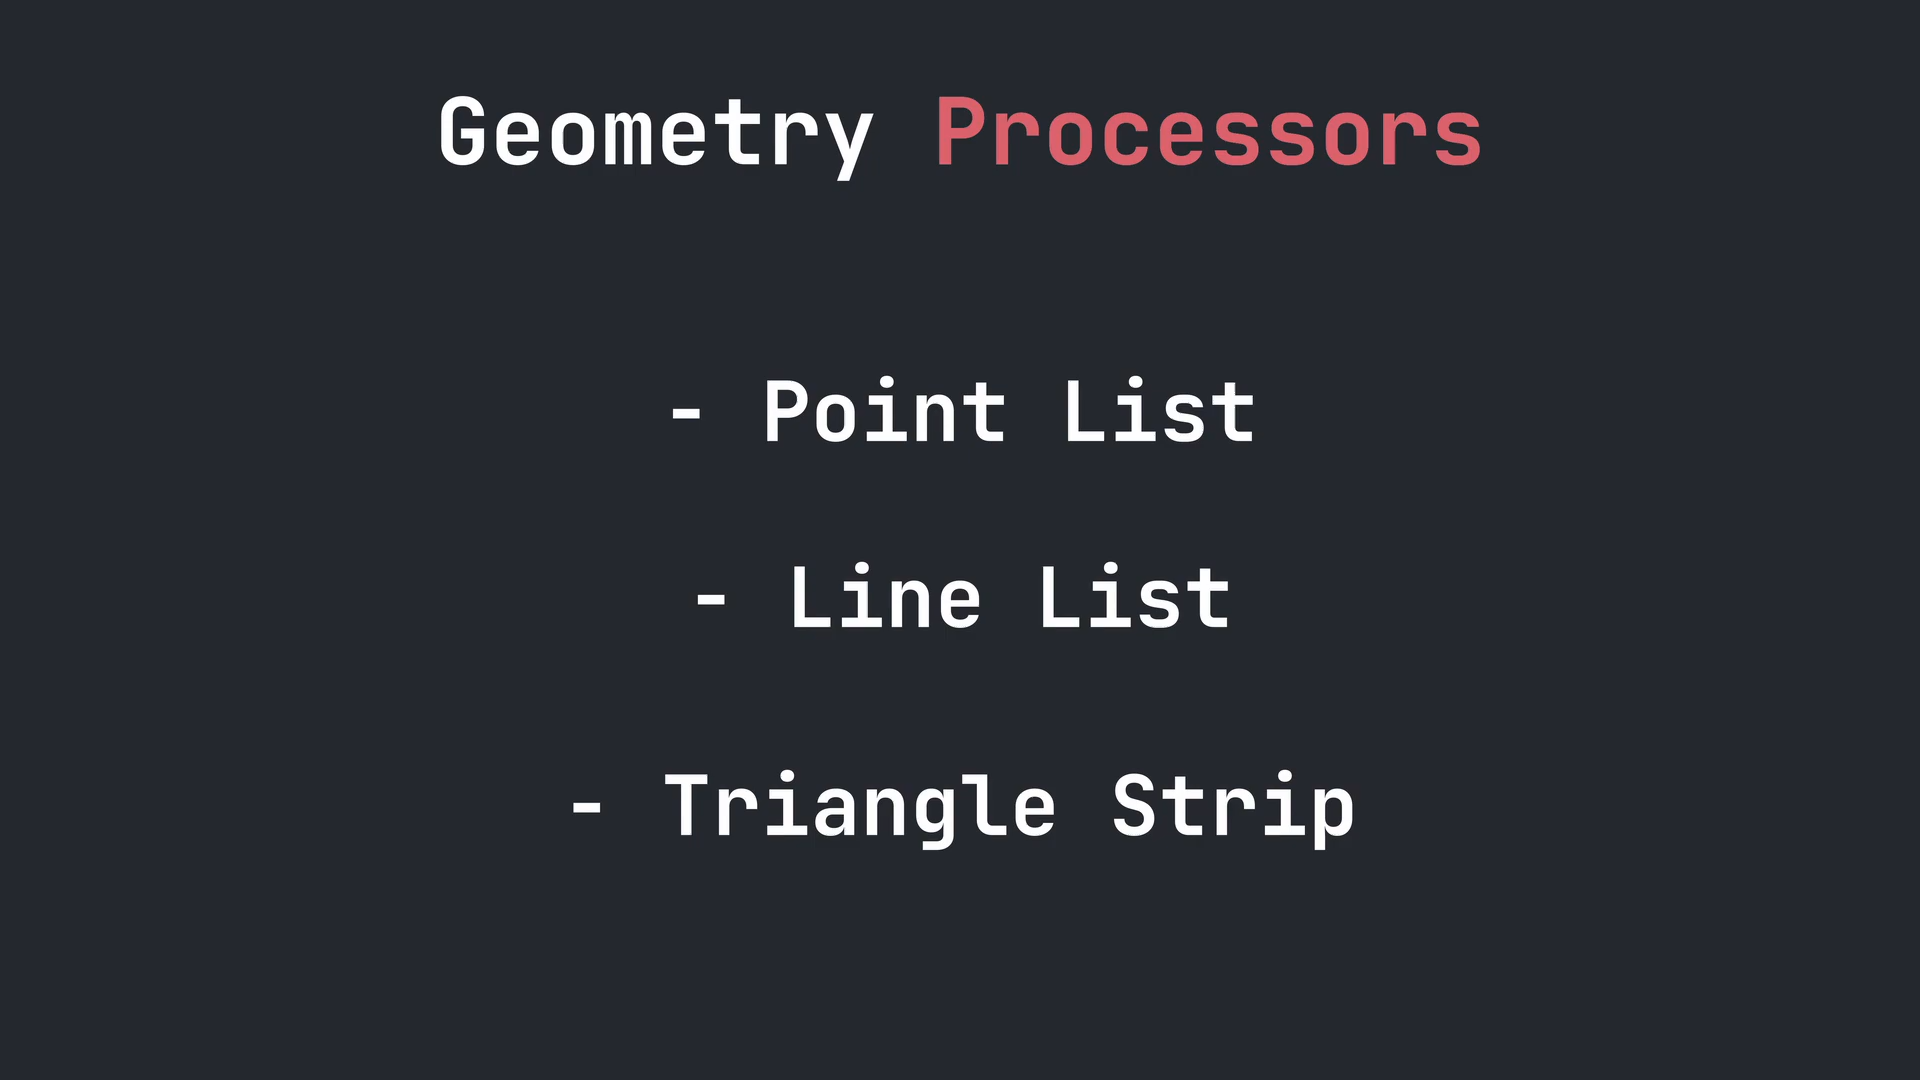 Geometry Processors
- Point List
- Line List
- Triangle Strip